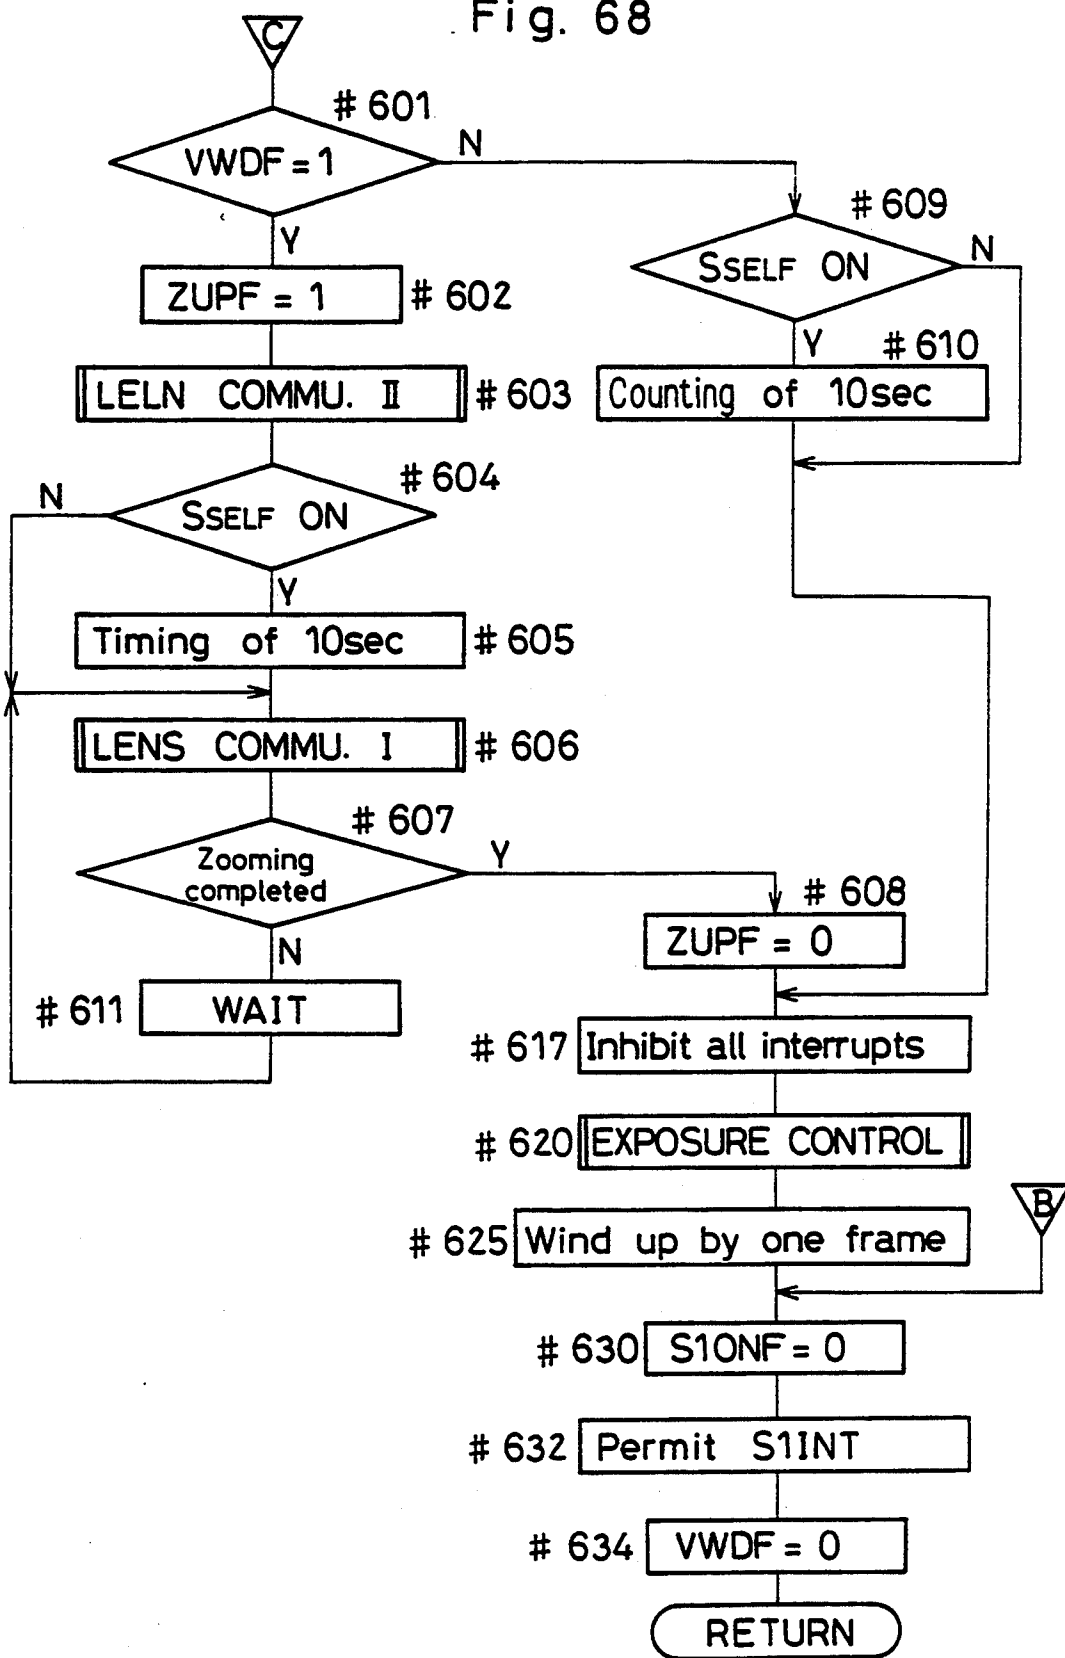 Fig. 68
C
# 601
VWDF = 1
N
Y
# 609
SSELF ON
N
ZUPF = 1
# 602
Y
# 610
LELN COMMU. II
# 603
Counting of 10sec
# 604
N
SSELF ON
Y
Timing of 10sec
# 605
LENS COMMU. I
# 606
# 607
Zooming
completed
Y
N
# 608
ZUPF = 0
# 611
WAIT
# 617
Inhibit all interrupts
# 620
EXPOSURE CONTROL
B
# 625
Wind up by one frame
# 630
S1ONF = 0
# 632
Permit S1INT
# 634
VWDF = 0
RETURN